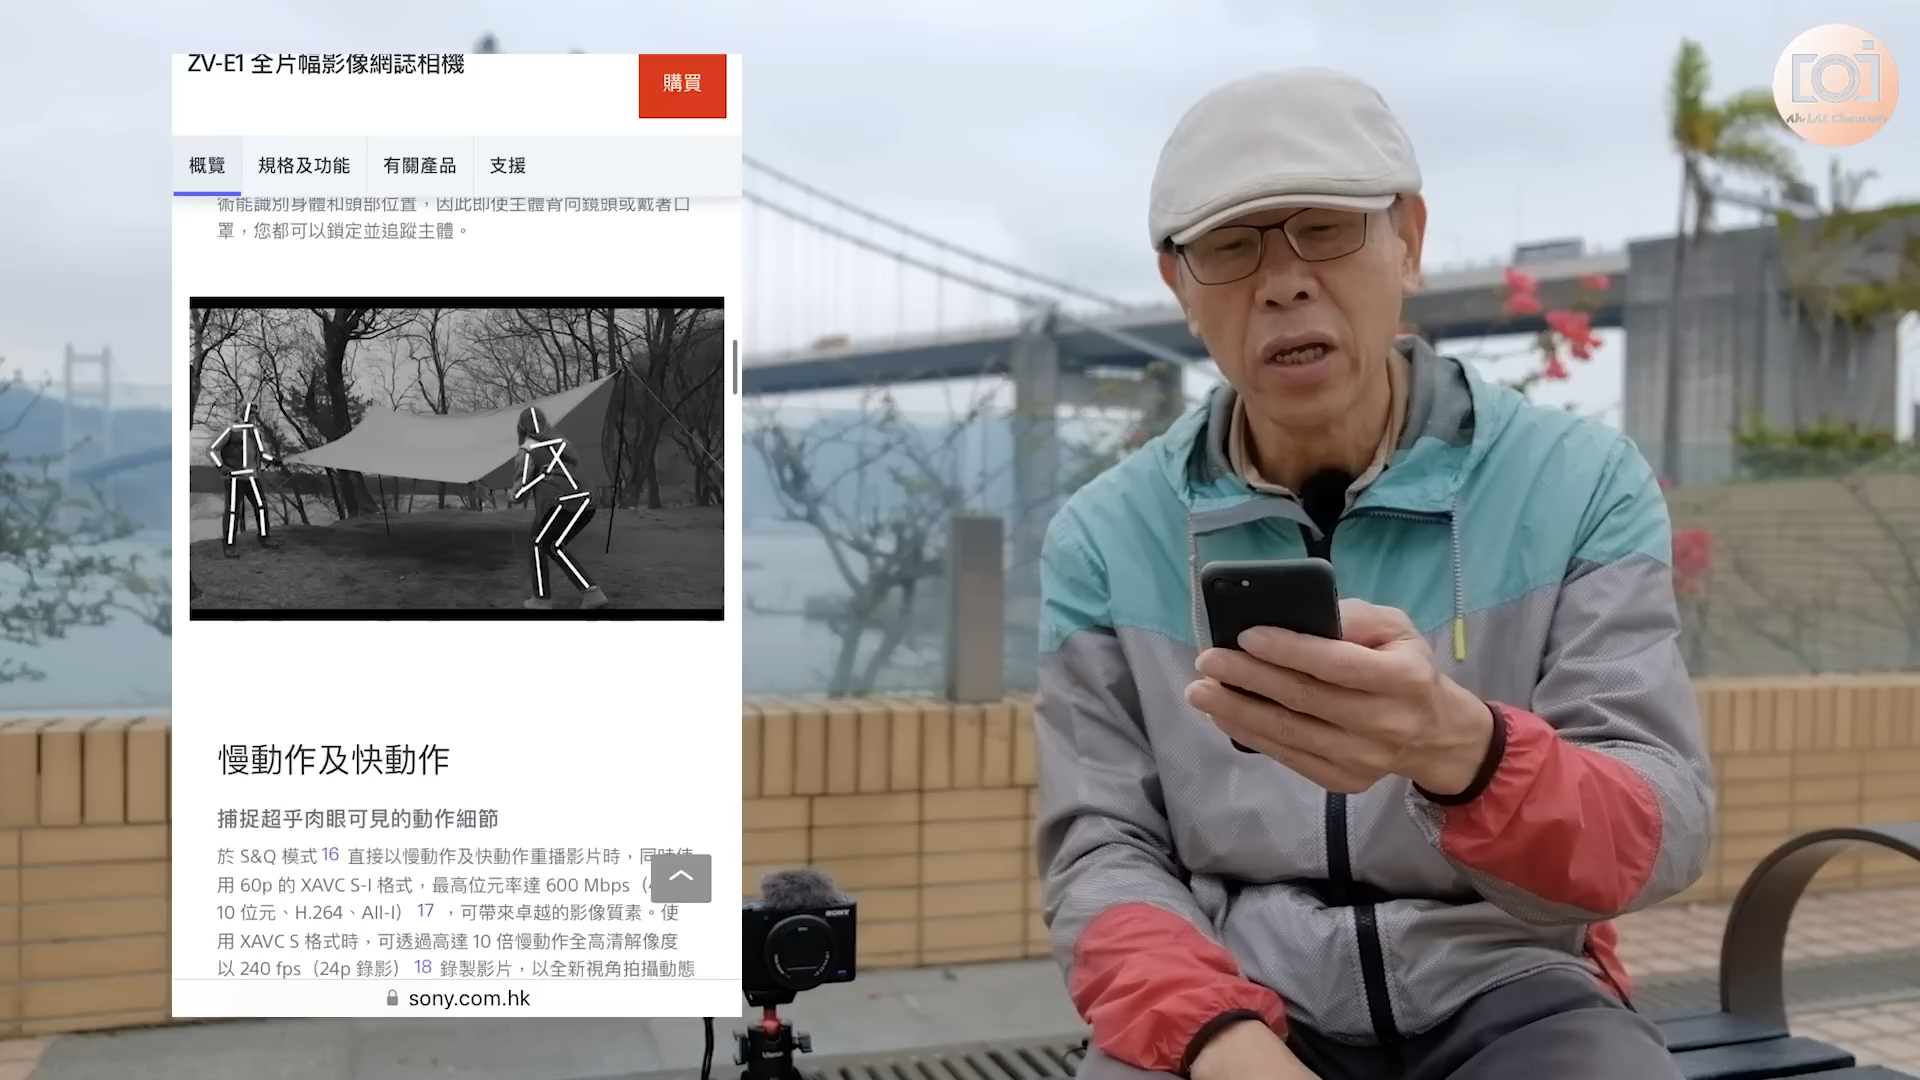 ZV-E1 全片幅影像網誌相機
購買
概覽
規格及功能
有關產品
支援
術能識別身體和頭部位置，因此即使主體背向鏡頭或戴著口
罩，您都可以鎖定並追蹤主體。
慢動作及快動作
捕捉超乎肉眼可見的動作細節
於 S&Q 模式 16 直接以慢動作及快動作重播影片時，同時使
用 60p 的 XAVC S-I 格式，最高位元率達 600 Mbps（
10 位元、H.264、All-I） 17 ，可帶來卓越的影像質素。使
用 XAVC S 格式時，可透過高達 10 倍慢動作全高清解像度
以 240 fps（24p 錄影） 18 錄製影片，以全新視角拍攝動態
sony.com.hk
SONY
Ah LAI Channel